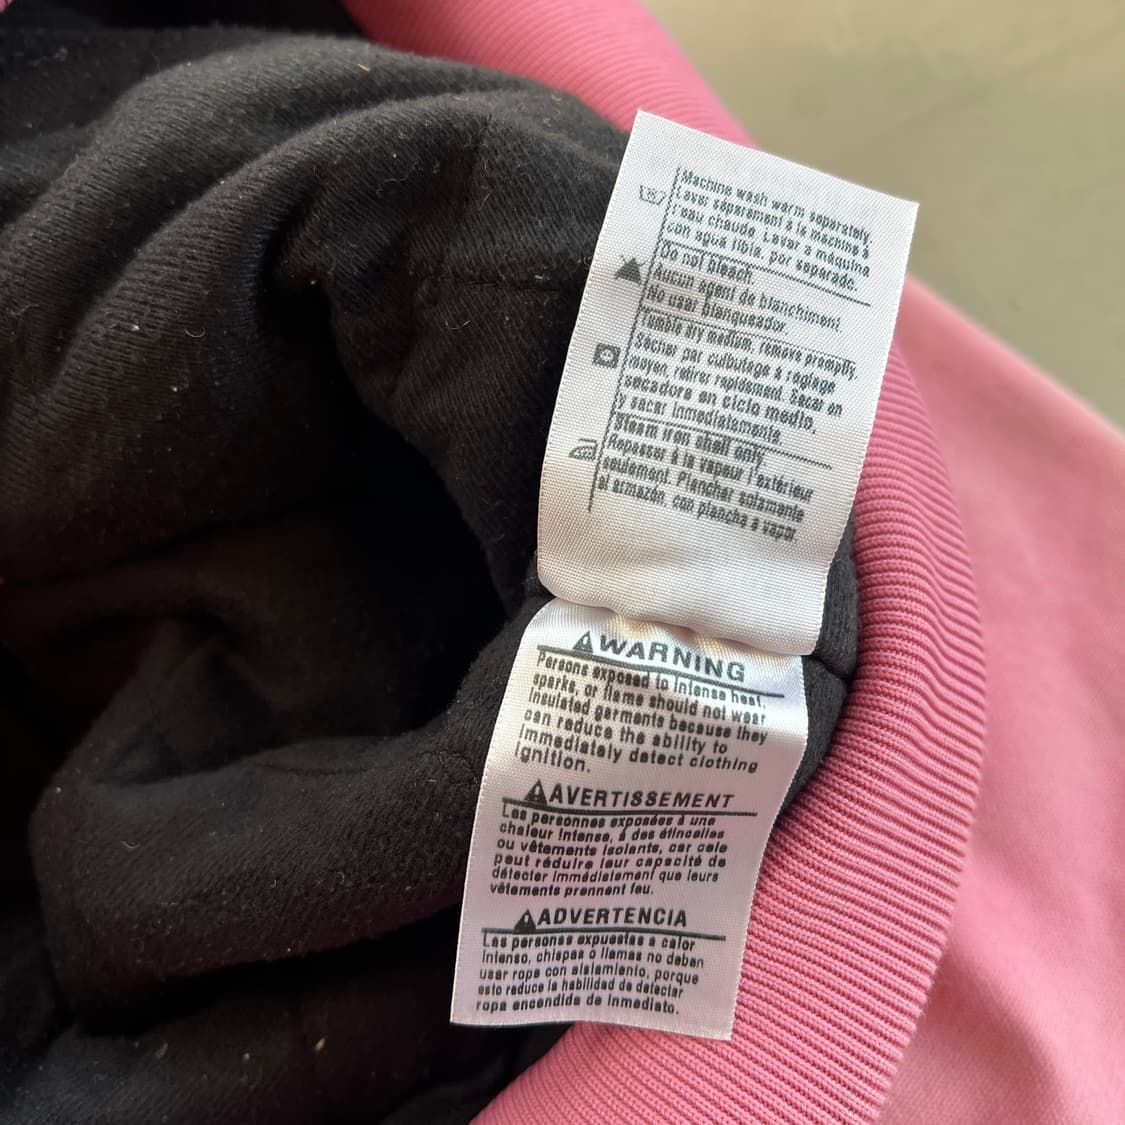 Machine wash warm separately.
Laver séparément à la machine à
l'eau chaude. Lavar a máquina
con agua tibia, por separado.
Do not bleach.
Aucun agent de blanchiment.
No usar blanqueador.
Tumble dry medium, remove promptly.
Sécher par culbutage à réglage
moyen, retirer rapidement. Secar en
secadora en ciclo medio,
y sacar inmediatamente.
Steam iron shell only.
Repasser à la vapeur l'extérieur
seulement. Planchar solamente
el armazón, con plancha a vapor.
WARNING
Persons exposed to intense heat,
sparks, or flame should not wear
insulated garments because they
can reduce the ability to
immediately detect clothing
ignition.
AVERTISSEMENT
Les personnes exposées à une
chaleur intense, à des étincelles
ou vêtements isolants, car cela
peut réduire leur capacité de
détecter immédiatement que leurs
vêtements prennent feu.
ADVERTENCIA
Las personas expuestas a calor
intenso, chispas o llamas no deben
usar ropa con aislamiento, porque
esto reduce la habilidad de detectar
ropa encendida de inmediato.